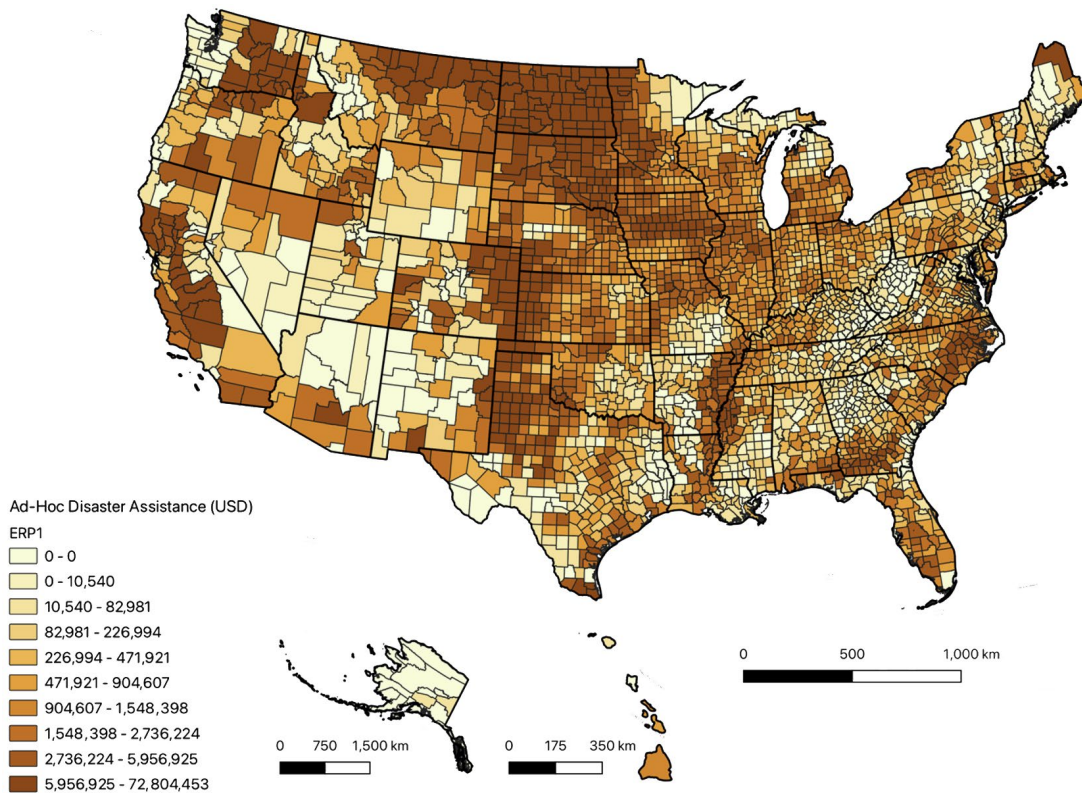 Ad-Hoc Disaster Assistance (USD)
ERP1
0 - 0
0 - 10,540
10,540 - 82,981
82,981 - 226,994
226,994 - 471,921
471,921 - 904,607
904,607 - 1,548,398
1,548,398 - 2,736,224
2,736,224 - 5,956,925
5,956,925 - 72,804,453
0 750 1,500 km
0 175 350 km
0 500 1,000 km